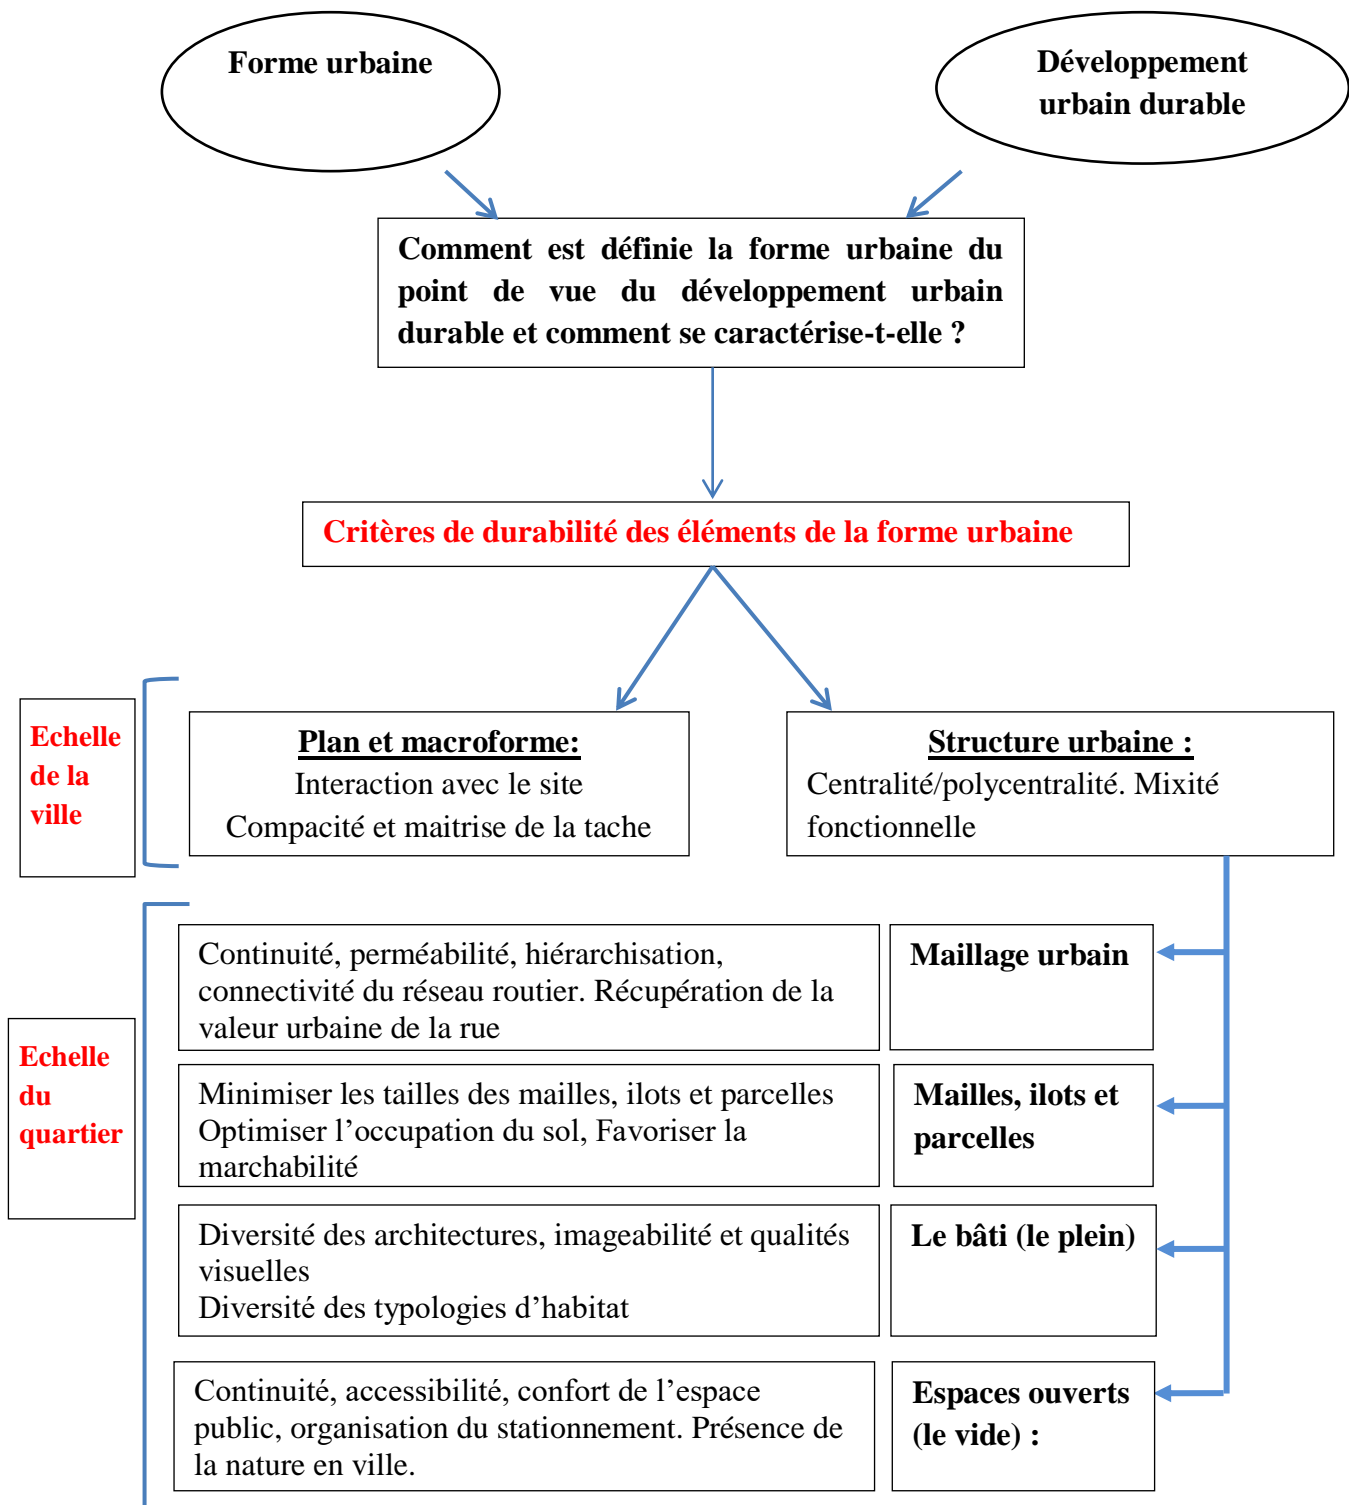 Forme urbaine
Développement
urbain durable
Comment est définie la forme urbaine du
point de vue du développement urbain
durable et comment se caractérise-t-elle ?
Critères de durabilité des éléments de la forme urbaine
Echelle
de la
ville
Plan et macroforme:
Interaction avec le site
Compacité et maitrise de la tache
Structure urbaine :
Centralité/polycentralité. Mixité
fonctionnelle
Echelle
du
quartier
Continuité, perméabilité, hiérarchisation,
connectivité du réseau routier. Récupération de la
valeur urbaine de la rue
Maillage urbain
Minimiser les tailles des mailles, ilots et parcelles
Optimiser l’occupation du sol, Favoriser la
marchabilité
Mailles, ilots et
parcelles
Diversité des architectures, imageabilité et qualités
visuelles
Diversité des typologies d’habitat
Le bâti (le plein)
Continuité, accessibilité, confort de l’espace
public, organisation du stationnement. Présence de
la nature en ville.
Espaces ouverts
(le vide) :